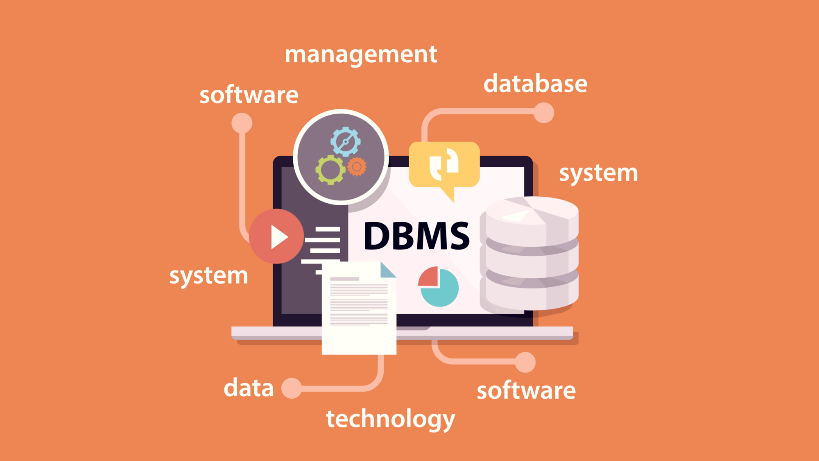 management
software
database
system
DBMS
system
data
software
technology